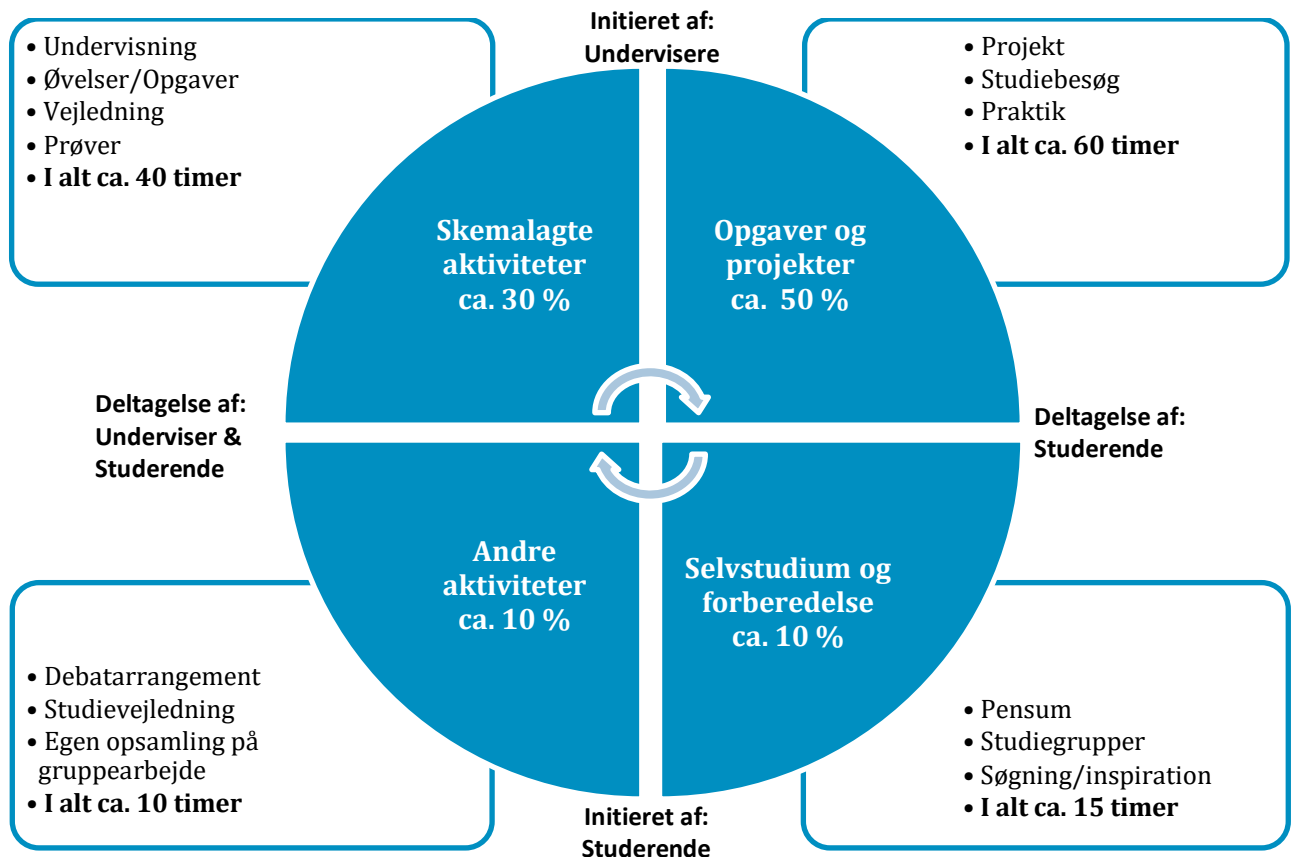 Initieret af:
Undervisere
• Undervisning
• Øvelser/Opgaver
• Vejledning
• Prøver
• I alt ca. 40 timer
• Projekt
• Studiebesøg
• Praktik
• I alt ca. 60 timer
Skemalagte
aktiviteter
ca. 30 %
Opgaver og
projekter
ca. 50 %
Deltagelse af:
Underviser &
Studerende
Deltagelse af:
Studerende
Andre
aktiviteter
ca. 10 %
Selvstudium og
forberedelse
ca. 10 %
• Debatarrangement
• Studievejledning
• Egen opsamling på
gruppearbejde
• I alt ca. 10 timer
• Pensum
• Studiegrupper
• Søgning/inspiration
• I alt ca. 15 timer
Initieret af:
Studerende